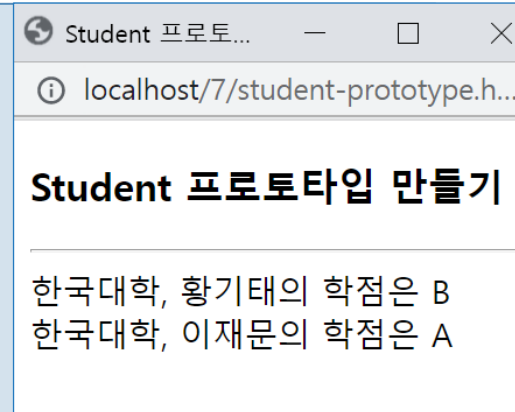 Student 프로토...
localhost/7/student-prototype.h...
Student 프로토타입 만들기
한국대학, 황기태의 학점은 B
한국대학, 이재문의 학점은 A